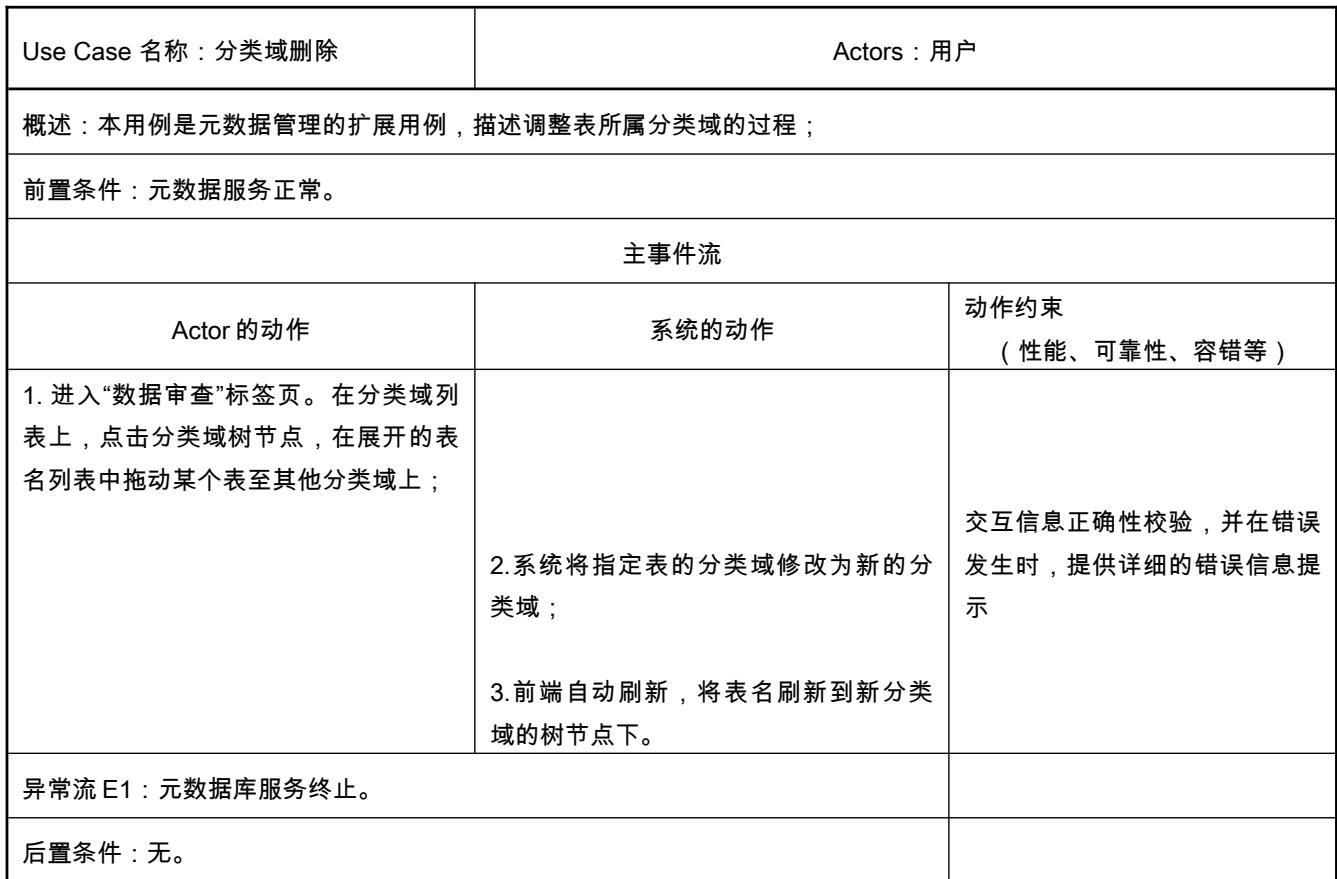 Use Case 名称：分类域删除
Actors：用户
概述：本用例是元数据管理的扩展用例，描述调整表所属分类域的过程；
前置条件：元数据服务正常。
主事件流
Actor 的动作
系统的动作
动作约束
（性能、可靠性、容错等）
1. 进入“数据审查”标签页。在分类域列
表上，点击分类域树节点，在展开的表
名列表中拖动某个表至其他分类域上；
2.系统将指定表的分类域修改为新的分
类域；
3.前端自动刷新，将表名刷新到新分类
域的树节点下。
交互信息正确性校验，并在错误
发生时，提供详细的错误信息提
示
异常流 E1：元数据库服务终止。
后置条件：无。